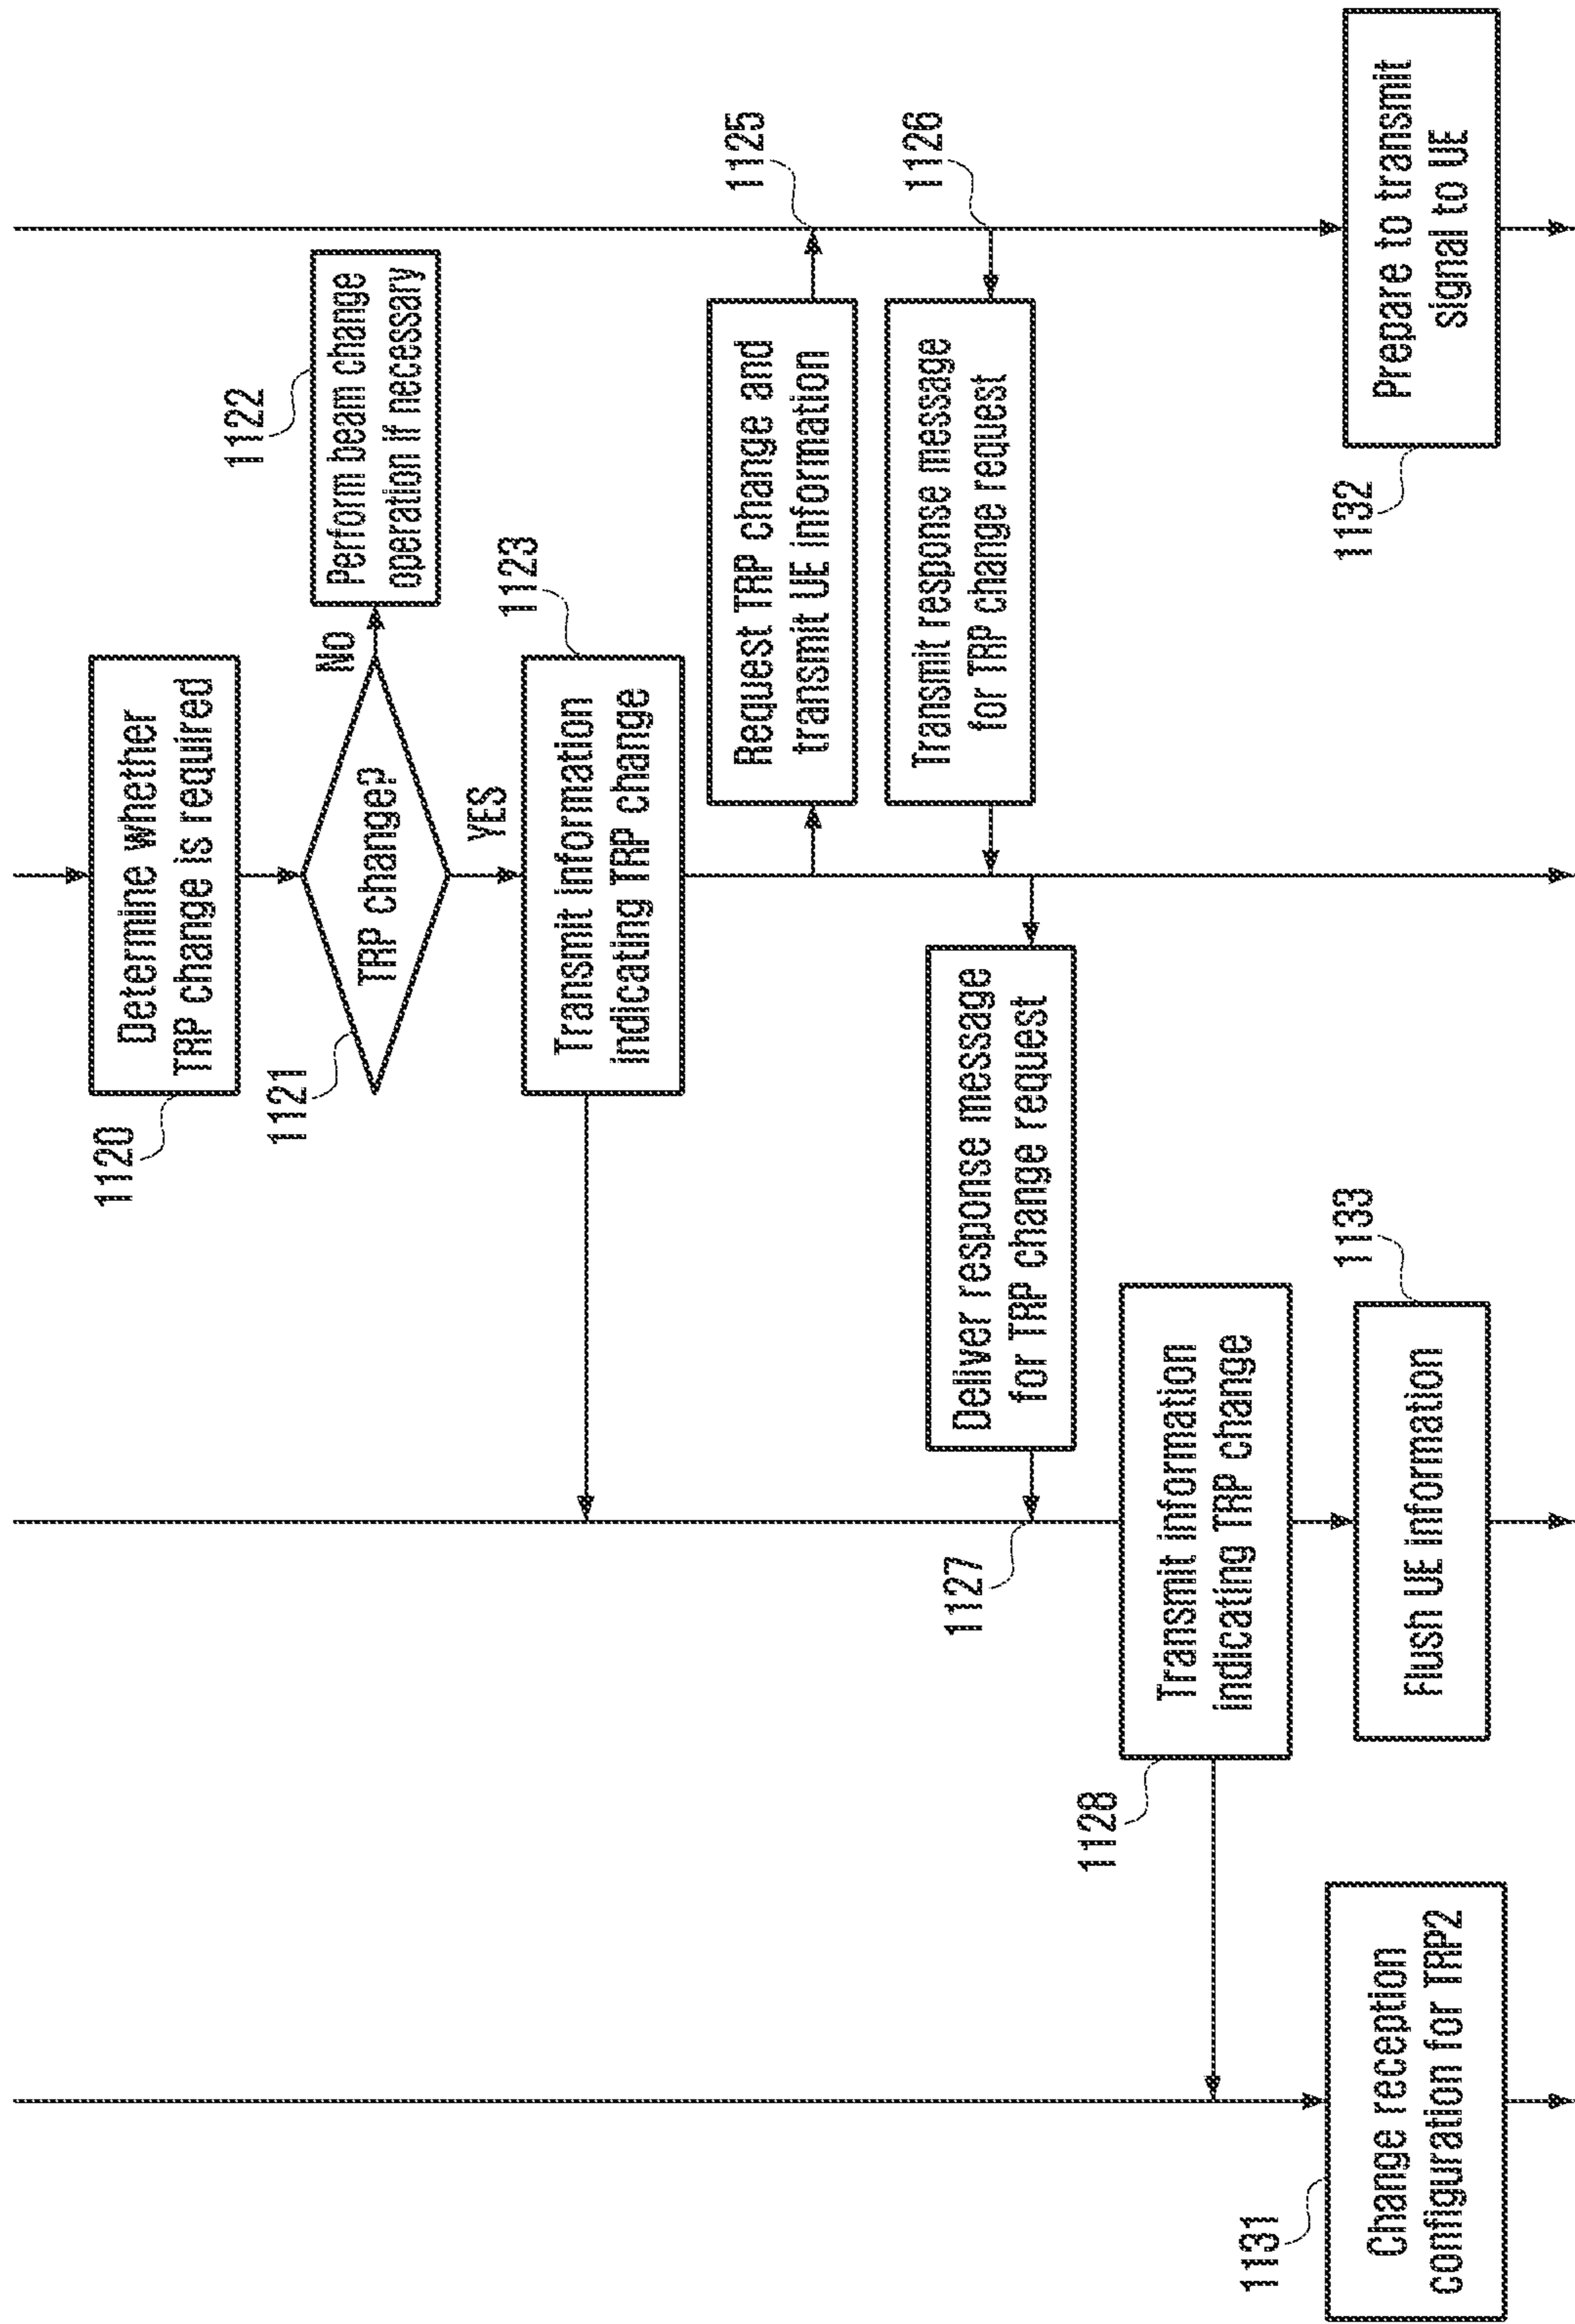 1120
Determine whether
TRP change is required
1121
TRP change?
No
1122
Perform beam change
operation if necessary
YES
1123
Transmit information
indicating TRP change
Request TRP change and
transmit UE information
1125
Transmit response message
for TRP change request
1126
Deliver response message
for TRP change request
1127
1128
Transmit information
indicating TRP change
1131
Change reception
configuration for TRP2
1133
Flush UE information
1132
Prepare to transmit
signal to UE